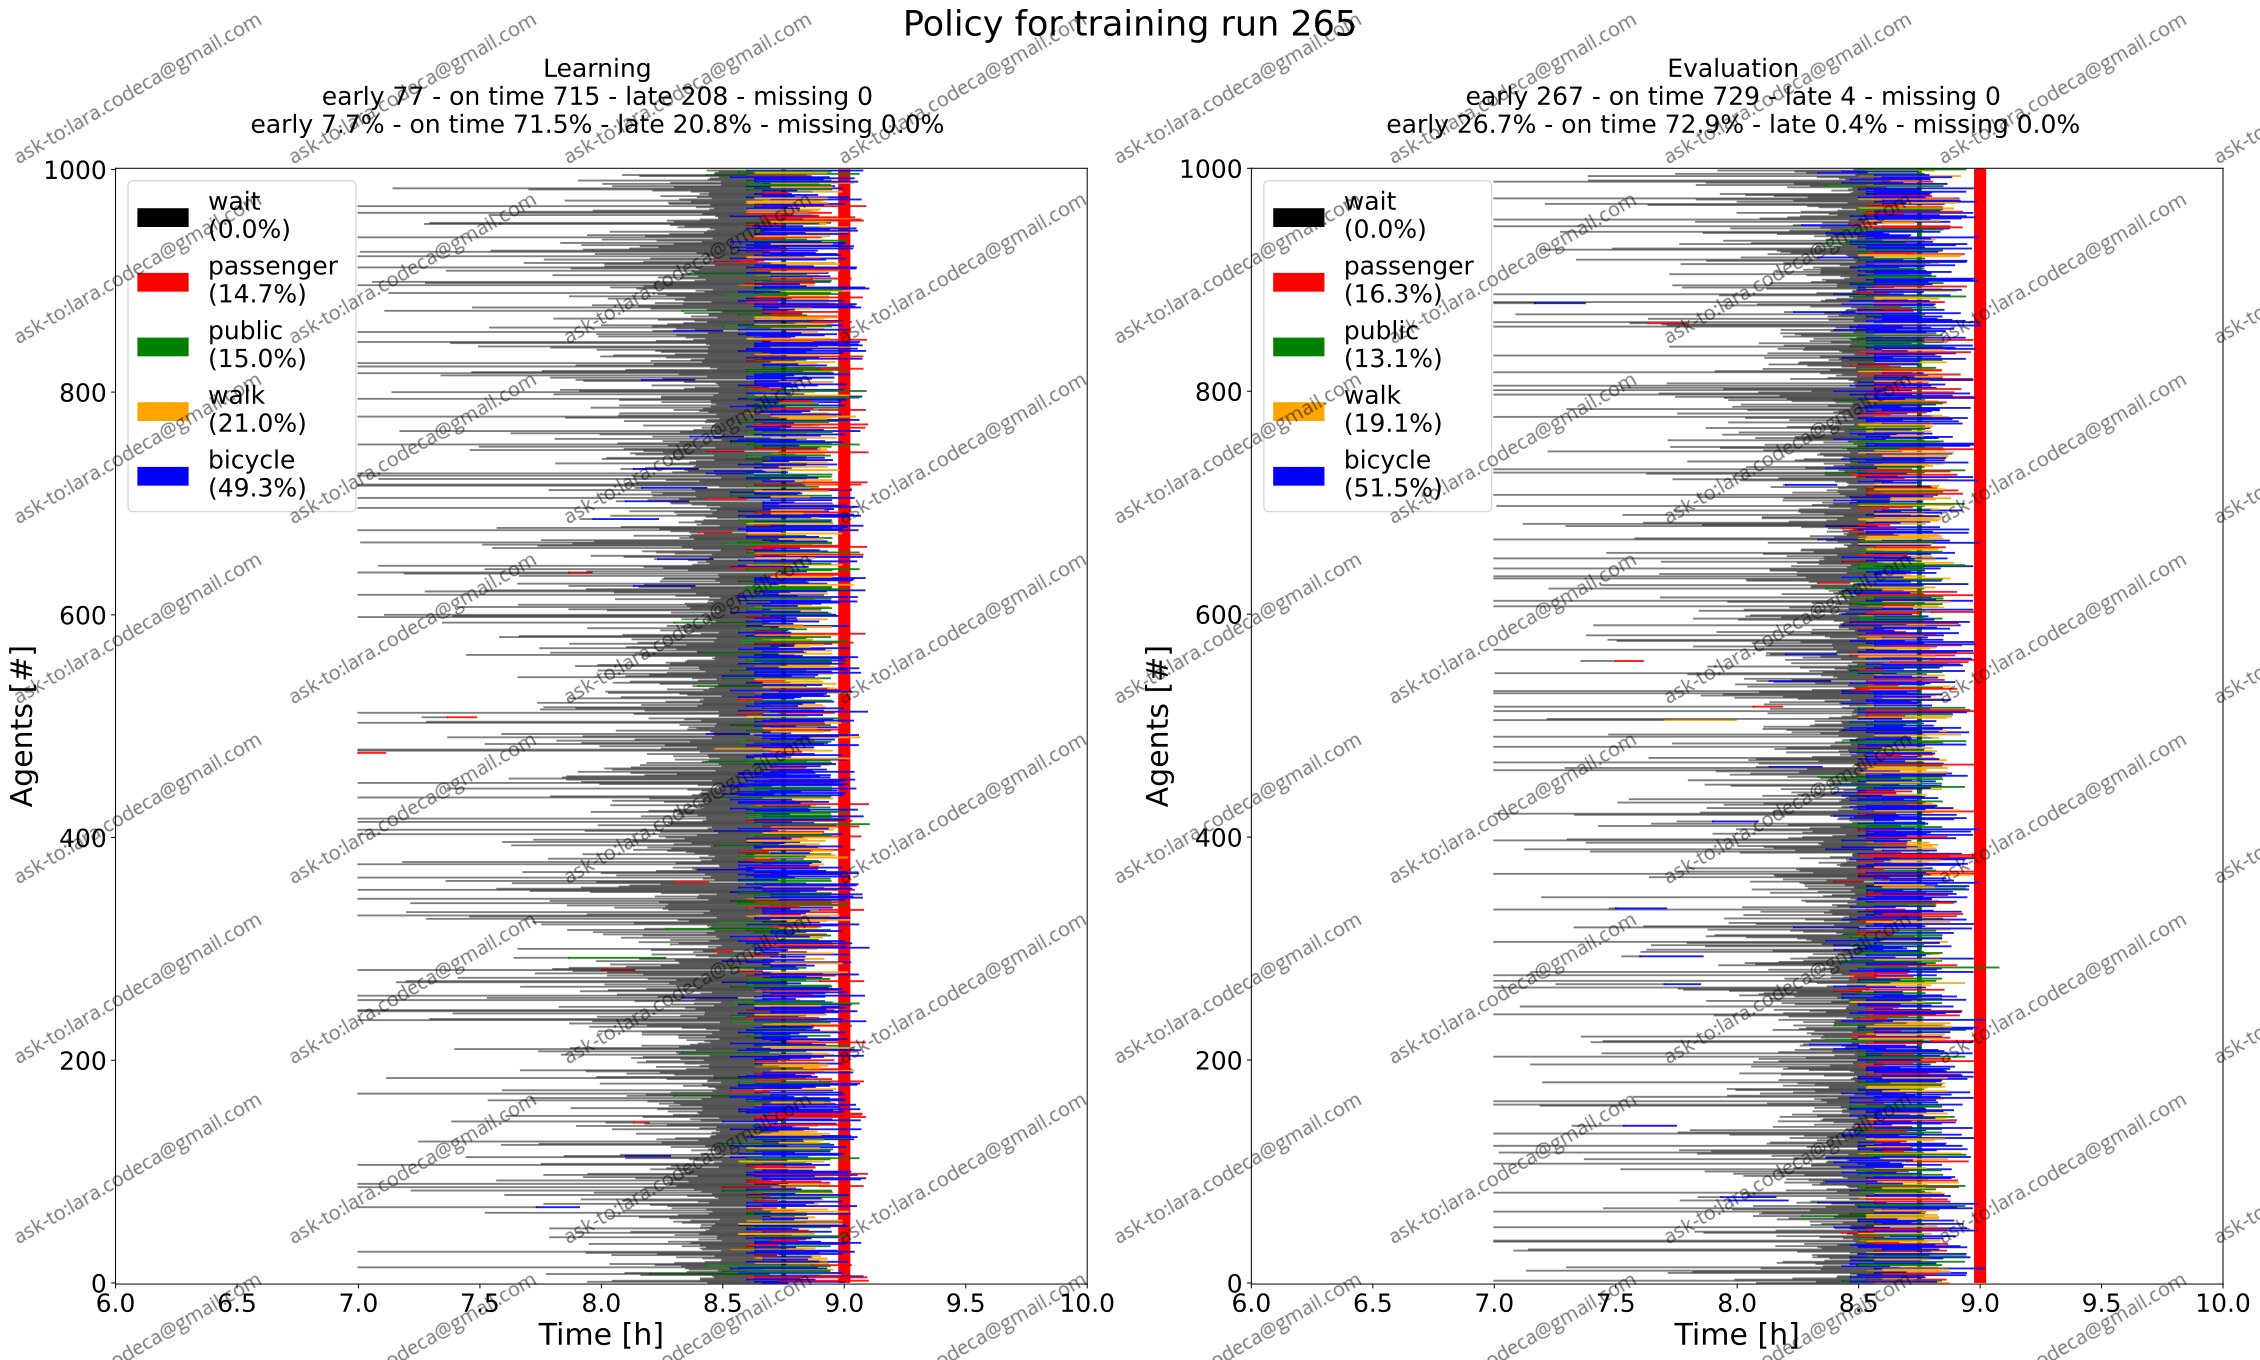 Policy for training run 265
Learning
early 77 - on time 715 - late 208 - missing 0
early 7.7% - on time 71.5% - late 20.8% - missing 0.0%
1000
800
600
400
200
0
Agents [#]
wait
(0.0%)
passenger
(14.7%)
public
(15.0%)
walk
(21.0%)
bicycle
(49.3%)
6.0 6.5 7.0 7.5 8.0 8.5 9.0 9.5 10.0
Time [h]
Evaluation
early 267 - on time 729 - late 4 - missing 0
early 26.7% - on time 72.9% - late 0.4% - missing 0.0%
1000
800
600
400
200
0
Agents [#]
wait
(0.0%)
passenger
(16.3%)
public
(13.1%)
walk
(19.1%)
bicycle
(51.5%)
6.0 6.5 7.0 7.5 8.0 8.5 9.0 9.5 10.0
Time [h]
ask-to:lara.codeca@gmail.com